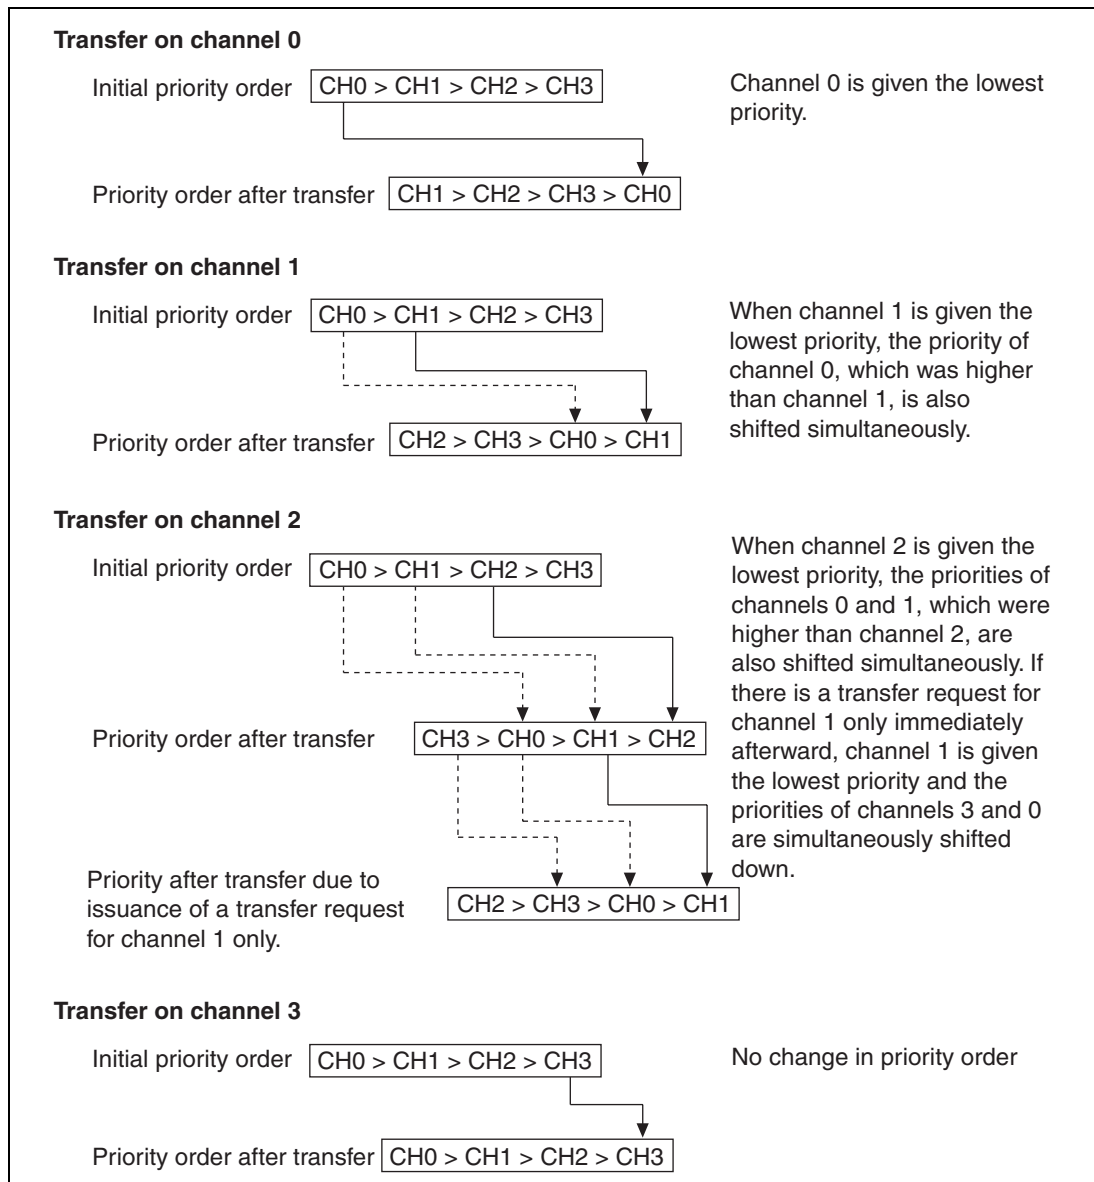 Transfer on channel 0
Initial priority order CH0 > CH1 > CH2 > CH3
Channel 0 is given the lowest
priority.
Priority order after transfer CH1 > CH2 > CH3 > CH0
Transfer on channel 1
Initial priority order CH0 > CH1 > CH2 > CH3
When channel 1 is given the
lowest priority, the priority of
channel 0, which was higher
than channel 1, is also
shifted simultaneously.
Priority order after transfer CH2 > CH3 > CH0 > CH1
Transfer on channel 2
Initial priority order CH0 > CH1 > CH2 > CH3
When channel 2 is given the
lowest priority, the priorities of
channels 0 and 1, which were
higher than channel 2, are
also shifted simultaneously. If
there is a transfer request for
channel 1 only immediately
afterward, channel 1 is given
the lowest priority and the
priorities of channels 3 and 0
are simultaneously shifted
down.
Priority order after transfer CH3 > CH0 > CH1 > CH2
Priority after transfer due to
issuance of a transfer request
for channel 1 only.
CH2 > CH3 > CH0 > CH1
Transfer on channel 3
Initial priority order CH0 > CH1 > CH2 > CH3
No change in priority order
Priority order after transfer CH0 > CH1 > CH2 > CH3